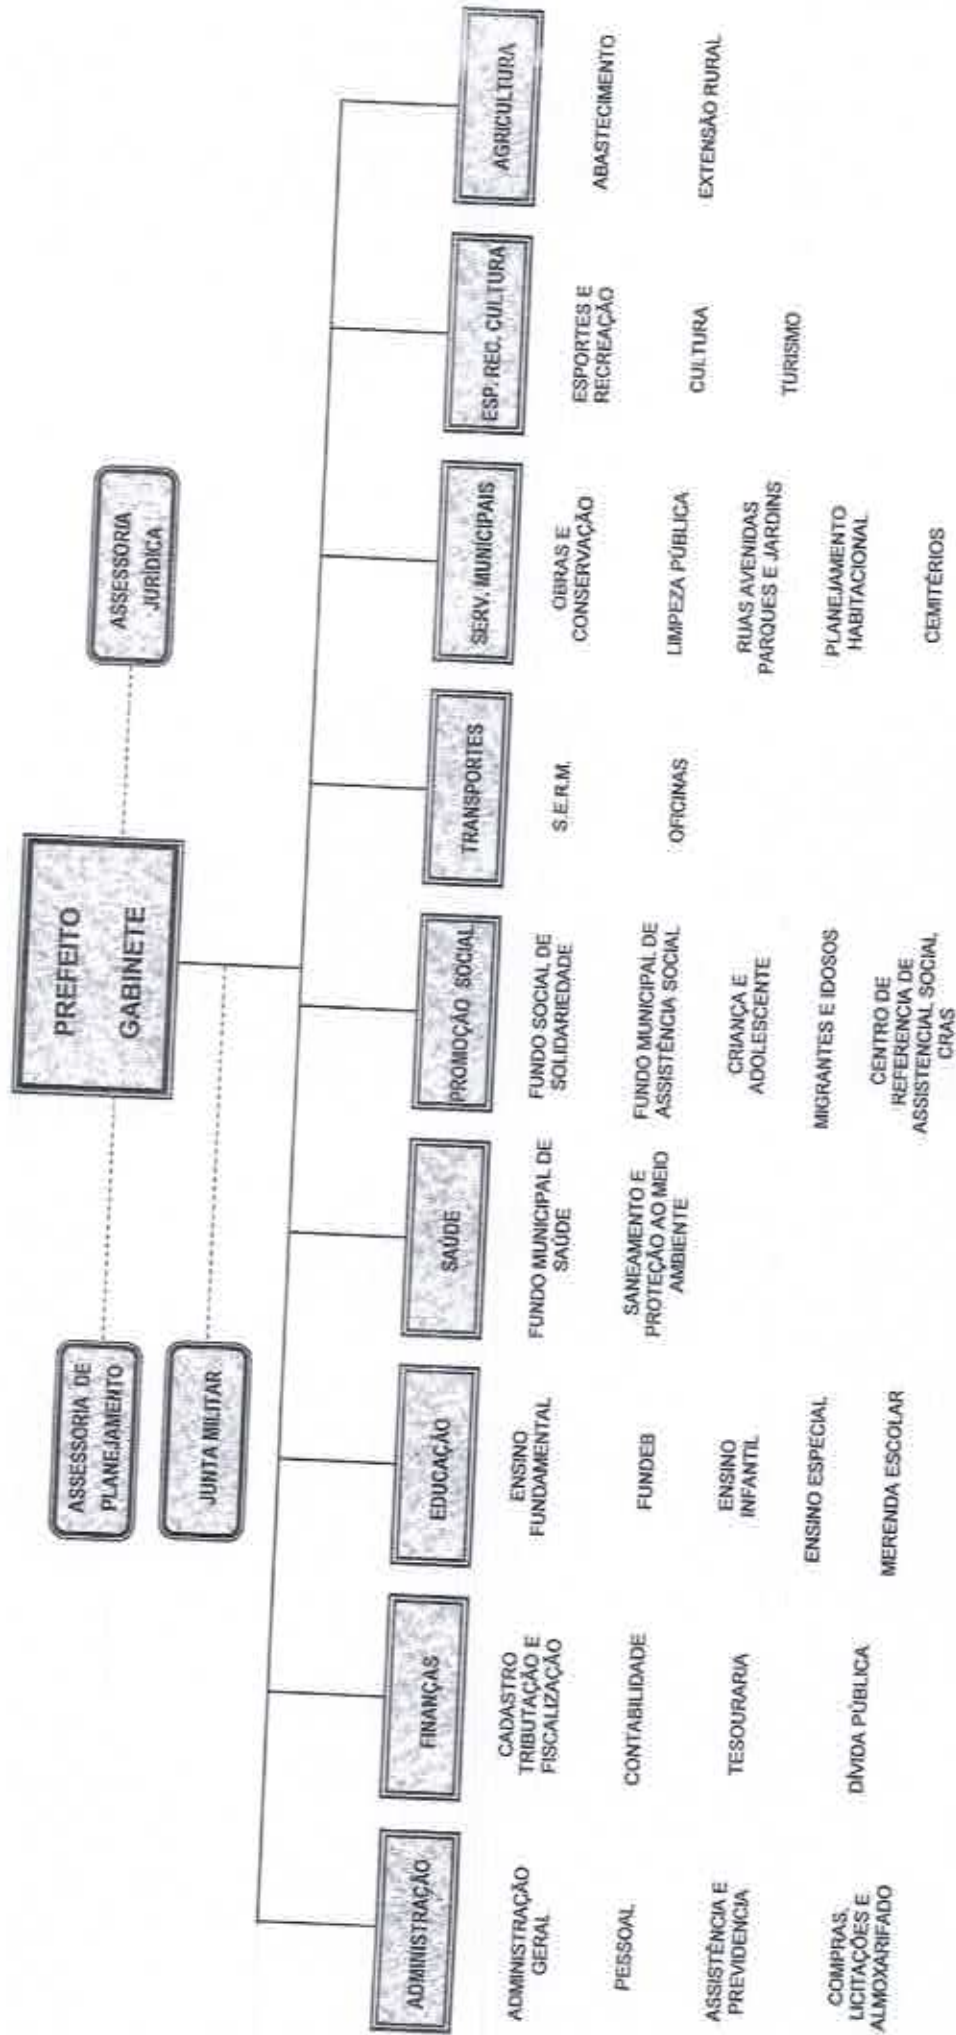 PREFEITO
GABINETE
ASSESSORIA DE
PLANEJAMENTO
JUNTA MILITAR
ASSESSORIA
JURÍDICA
ADMINISTRAÇÃO
ADMINISTRAÇÃO
GERAL
PESSOAL
ASSISTÊNCIA E
PREVIDENCIA
COMPRAS,
LICITAÇÕES E
ALMOXARIFADO
FINANÇAS
CADASTRO
TRIBUTAÇÃO E
FISCALIZAÇÃO
CONTABILIDADE
TESOURARIA
DÍVIDA PÚBLICA
EDUCAÇÃO
ENSINO
FUNDAMENTAL
FUNDEB
ENSINO
INFANTIL
ENSINO ESPECIAL
MERENDA ESCOLAR
SAÚDE
FUNDO MUNICIPAL DE
SAÚDE
SANEAMENTO E
PROTEÇÃO AO MEIO
AMBIENTE
PROMOÇÃO SOCIAL
FUNDO SOCIAL DE
SOLIDARIEDADE
FUNDO MUNICIPAL DE
ASSISTÊNCIA SOCIAL
CRIANÇA E
ADOLESCENTE
MIGRANTES E IDOSOS
CENTRO DE
REFERENCIA DE
ASSISTENCIAL SOCIAL
CRAS
TRANSPORTES
S.E.R.M.
OFICINAS
SERV. MUNICIPAIS
OBRAS E
CONSERVAÇÃO
LIMPEZA PÚBLICA
RUAS AVENIDAS
PARQUES E JARDINS
PLANEJAMENTO
HABITACIONAL
CEMITÉRIOS
ESP. REC. CULTURA
ESPORTES E
RECREAÇÃO
CULTURA
TURISMO
AGRICULTURA
ABASTECIMENTO
EXTENSÃO RURAL